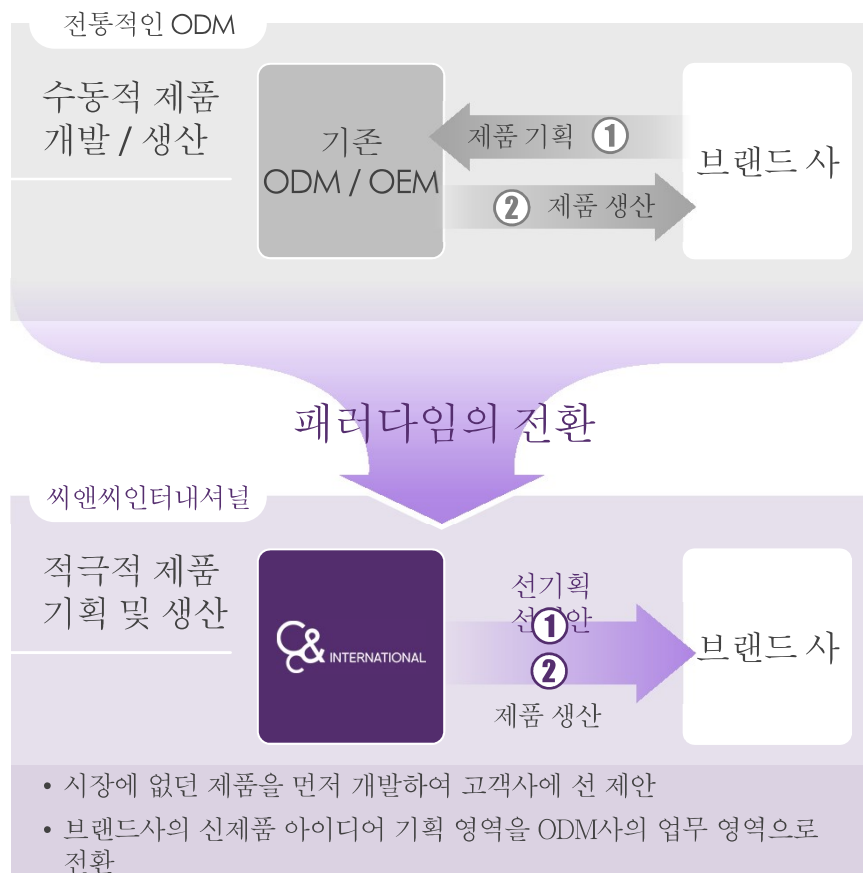 전통적인 ODM
수동적 제품
개발 / 생산
기존
ODM / OEM
제품 기획 ①
② 제품 생산
브랜드 사
패러다임의 전환
씨앤씨인터내셔널
적극적 제품
기획 및 생산
C&C INTERNATIONAL
선기획
①
②
제품 생산
브랜드 사
• 시장에 없던 제품을 먼저 개발하여 고객사에 선 제안
• 브랜드사의 신제품 아이디어 기획 영역을 ODM사의 업무 영역으로
전환